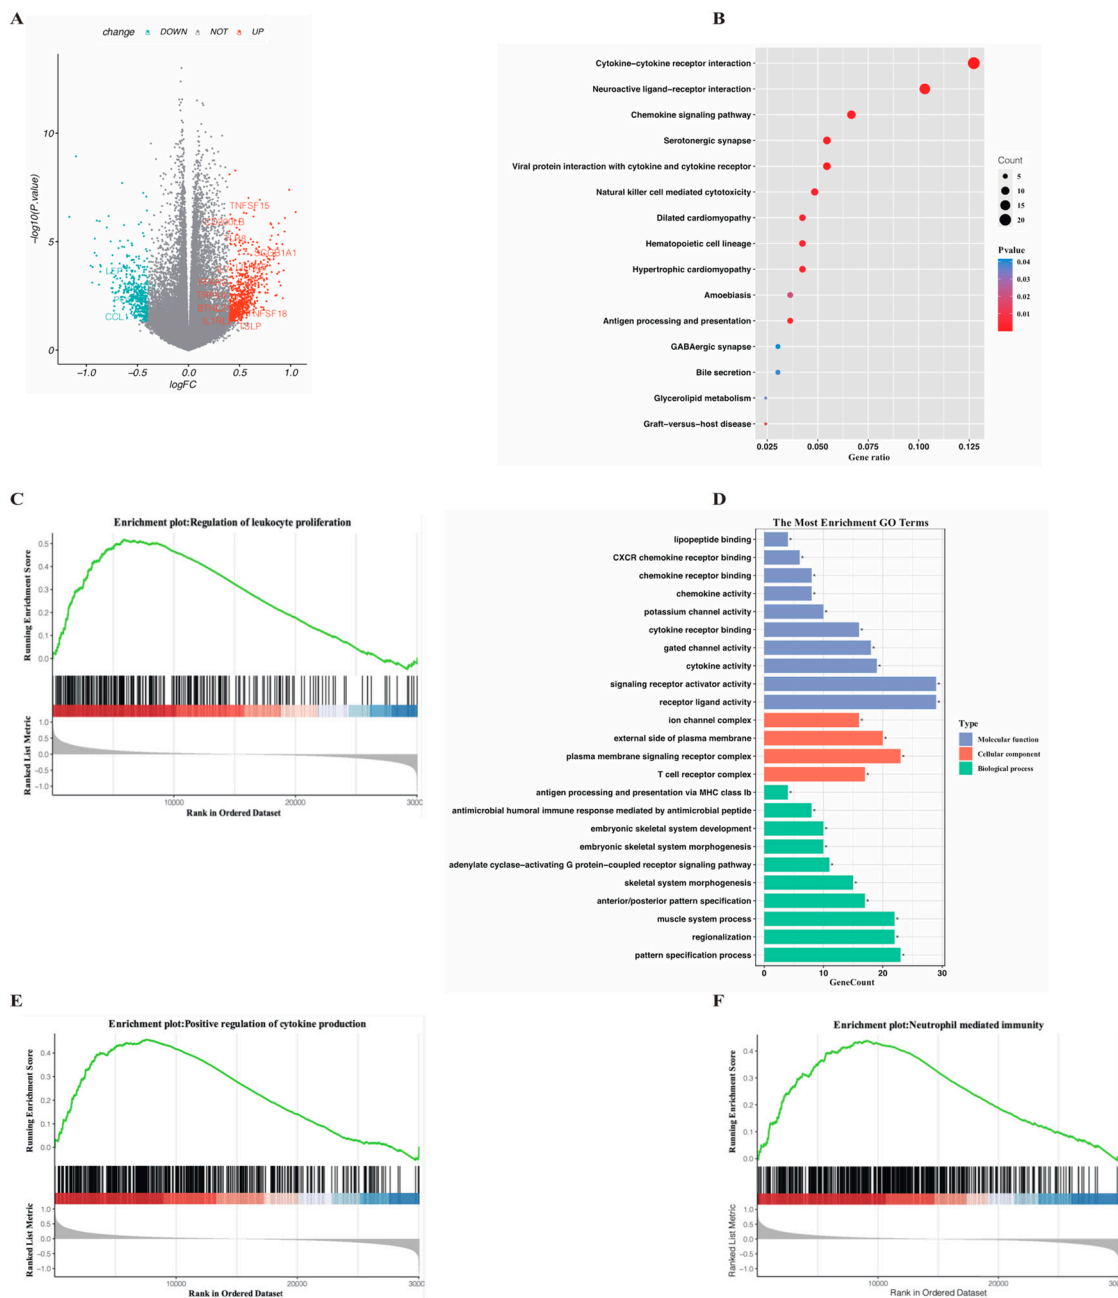 A
change DOWN NOT UP
10
5
0
-log10(P.value)
TNFSF15
CCL1
TNFSF18
TSLP
−1.0 −0.5 0.0 0.5 1.0
logFC
B
Cytokine−cytokine receptor interaction
Neuroactive ligand−receptor interaction
Chemokine signaling pathway
Serotonergic synapse
Viral protein interaction with cytokine and cytokine receptor
Natural killer cell mediated cytotoxicity
Dilated cardiomyopathy
Hematopoietic cell lineage
Hypertrophic cardiomyopathy
Amoebiasis
Antigen processing and presentation
GABAergic synapse
Bile secretion
Glycerolipid metabolism
Graft−versus−host disease
0.025 0.050 0.075 0.100 0.125
Gene ratio
Count
5
10
15
20
Pvalue
0.04
0.03
0.02
0.01
C
Enrichment plot:Regulation of leukocyte proliferation
Running Enrichment Score
0.5
0.4
0.3
0.2
0.1
0.0
Ranked List Metric
1.0
0.5
0.0
−0.5
−1.0
10000 20000 3000
Rank in Ordered Dataset
D
The Most Enrichment GO Terms
lipopeptide binding
CXCR chemokine receptor binding
chemokine receptor binding
chemokine activity
potassium channel activity
cytokine receptor binding
gated channel activity
cytokine activity
signaling receptor activator activity
receptor ligand activity
ion channel complex
external side of plasma membrane
plasma membrane signaling receptor complex
T cell receptor complex
antigen processing and presentation via MHC class Ib
antimicrobial humoral immune response mediated by antimicrobial peptide
embryonic skeletal system development
embryonic skeletal system morphogenesis
adenylate cyclase−activating G protein−coupled receptor signaling pathway
skeletal system morphogenesis
anterior/posterior pattern specification
muscle system process
regionalization
pattern specification process
0 10 20 30
GeneCount
Type
Molecular function
Cellular component
Biological process
E
Enrichment plot:Positive regulation of cytokine production
Running Enrichment Score
0.4
0.3
0.2
0.1
0.0
Ranked List Metric
1.0
0.5
0.0
−0.5
−1.0
10000 20000 3000
Rank in Ordered Dataset
F
Enrichment plot:Neutrophil mediated immunity
Running Enrichment Score
0.4
0.3
0.2
0.1
0.0
Ranked List Metric
1.0
0.5
0.0
−0.5
−1.0
10000 20000
Rank in Ordered Dataset